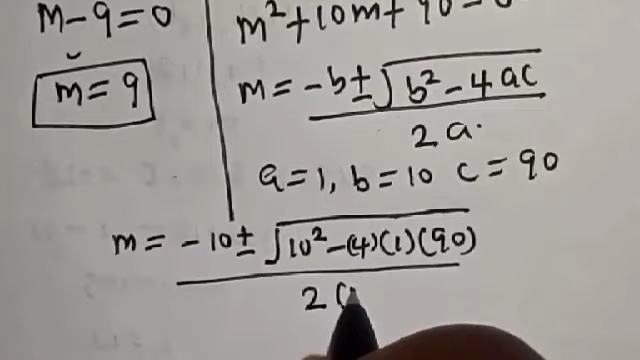 m - 9 = 0
m = 9
m² + 10m + 90 = 0
m = -b ± √b² - 4ac
2a.
a = 1, b = 10 c = 90
m = -10 ± √10² - (4)(1)(90)
2(